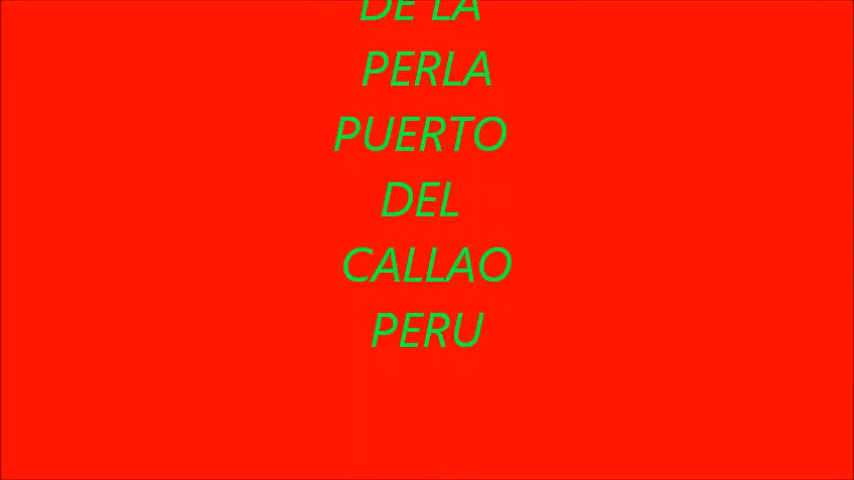 DE LA
PERLA
PUERTO
DEL
CALLAO
PERU